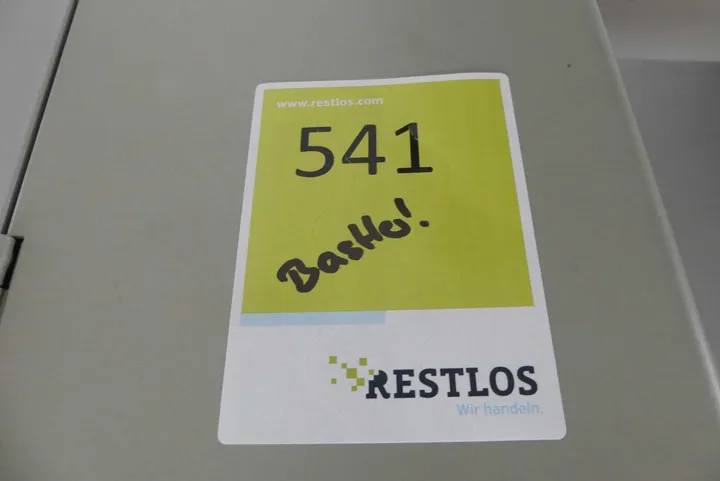 www.restlos.com
541
Bastler!
RESTLOS
Wir handeln.